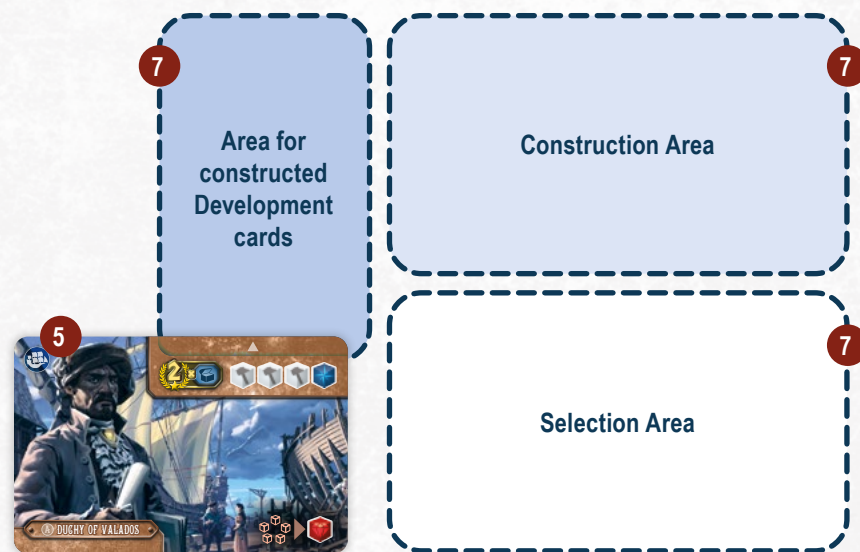 7
7
Area for
constructed
Development
cards
Construction Area
5
2
7
Selection Area
A DUCHY OF VALADOS